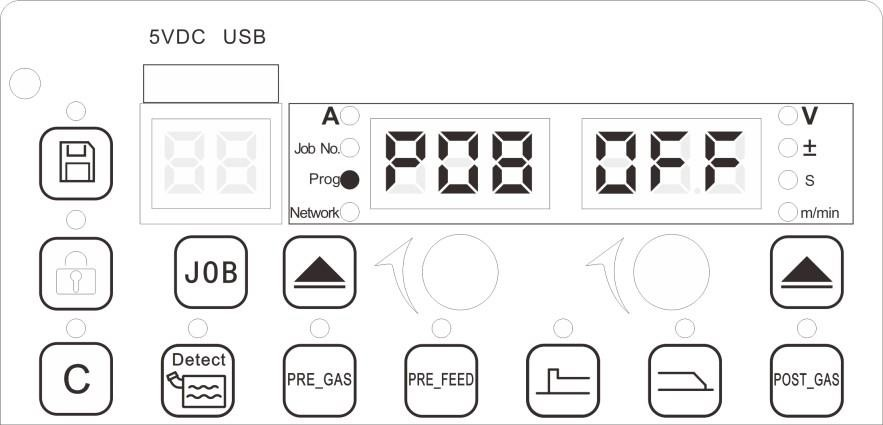 5VDC USB
A
V
Job No.
±
Prog
P08
OFF
S
Network
m/min
JOB
C
Detect
PRE_GAS
PRE_FEED
POST_GAS